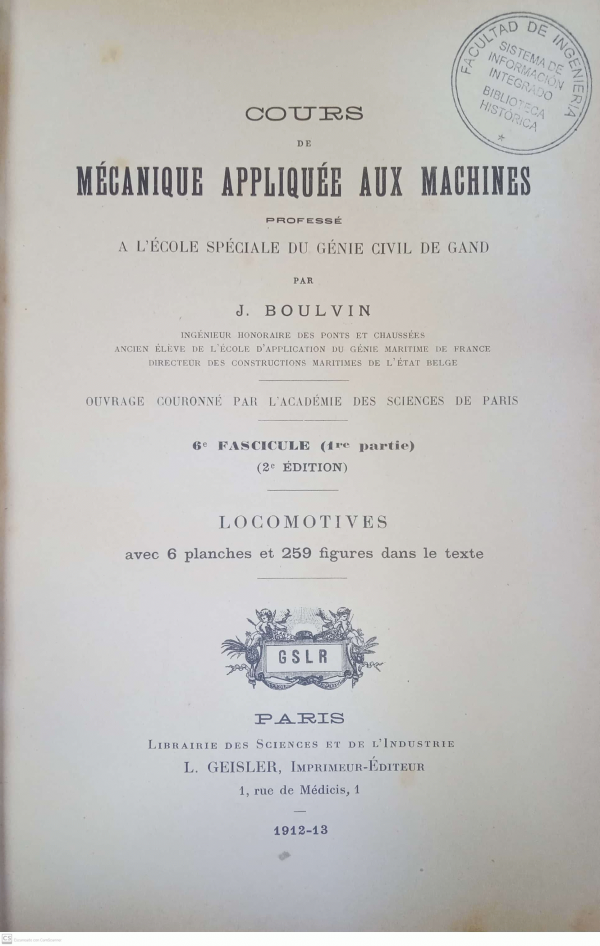 FACULTAD DE INGENIERÍA
SISTEMA DE
INFORMACIÓN
INTEGRADO
BIBLIOTECA
HISTÓRICA
COURS
DE
MÉCANIQUE APPLIQUÉE AUX MACHINES
PROFESSÉ
A L'ÉCOLE SPÉCIALE DU GÉNIE CIVIL DE GAND
PAR
J. BOULVIN
INGÉNIEUR HONORAIRE DES PONTS ET CHAUSSÉES
ANCIEN ÉLÈVE DE L'ÉCOLE D'APPLICATION DU GÉNIE MARITIME DE FRANCE
DIRECTEUR DES CONSTRUCTIONS MARITIMES DE L'ÉTAT BELGE
OUVRAGE COURONNÉ PAR L'ACADÉMIE DES SCIENCES DE PARIS
6e FASCICULE (1re partie)
(2e ÉDITION)
LOCOMOTIVES
avec 6 planches et 259 figures dans le texte
GSLR
PARIS
LIBRAIRIE DES SCIENCES ET DE L'INDUSTRIE
L. GEISLER, IMPRIMEUR-ÉDITEUR
1, rue de Médicis, 1
1912-13
CS